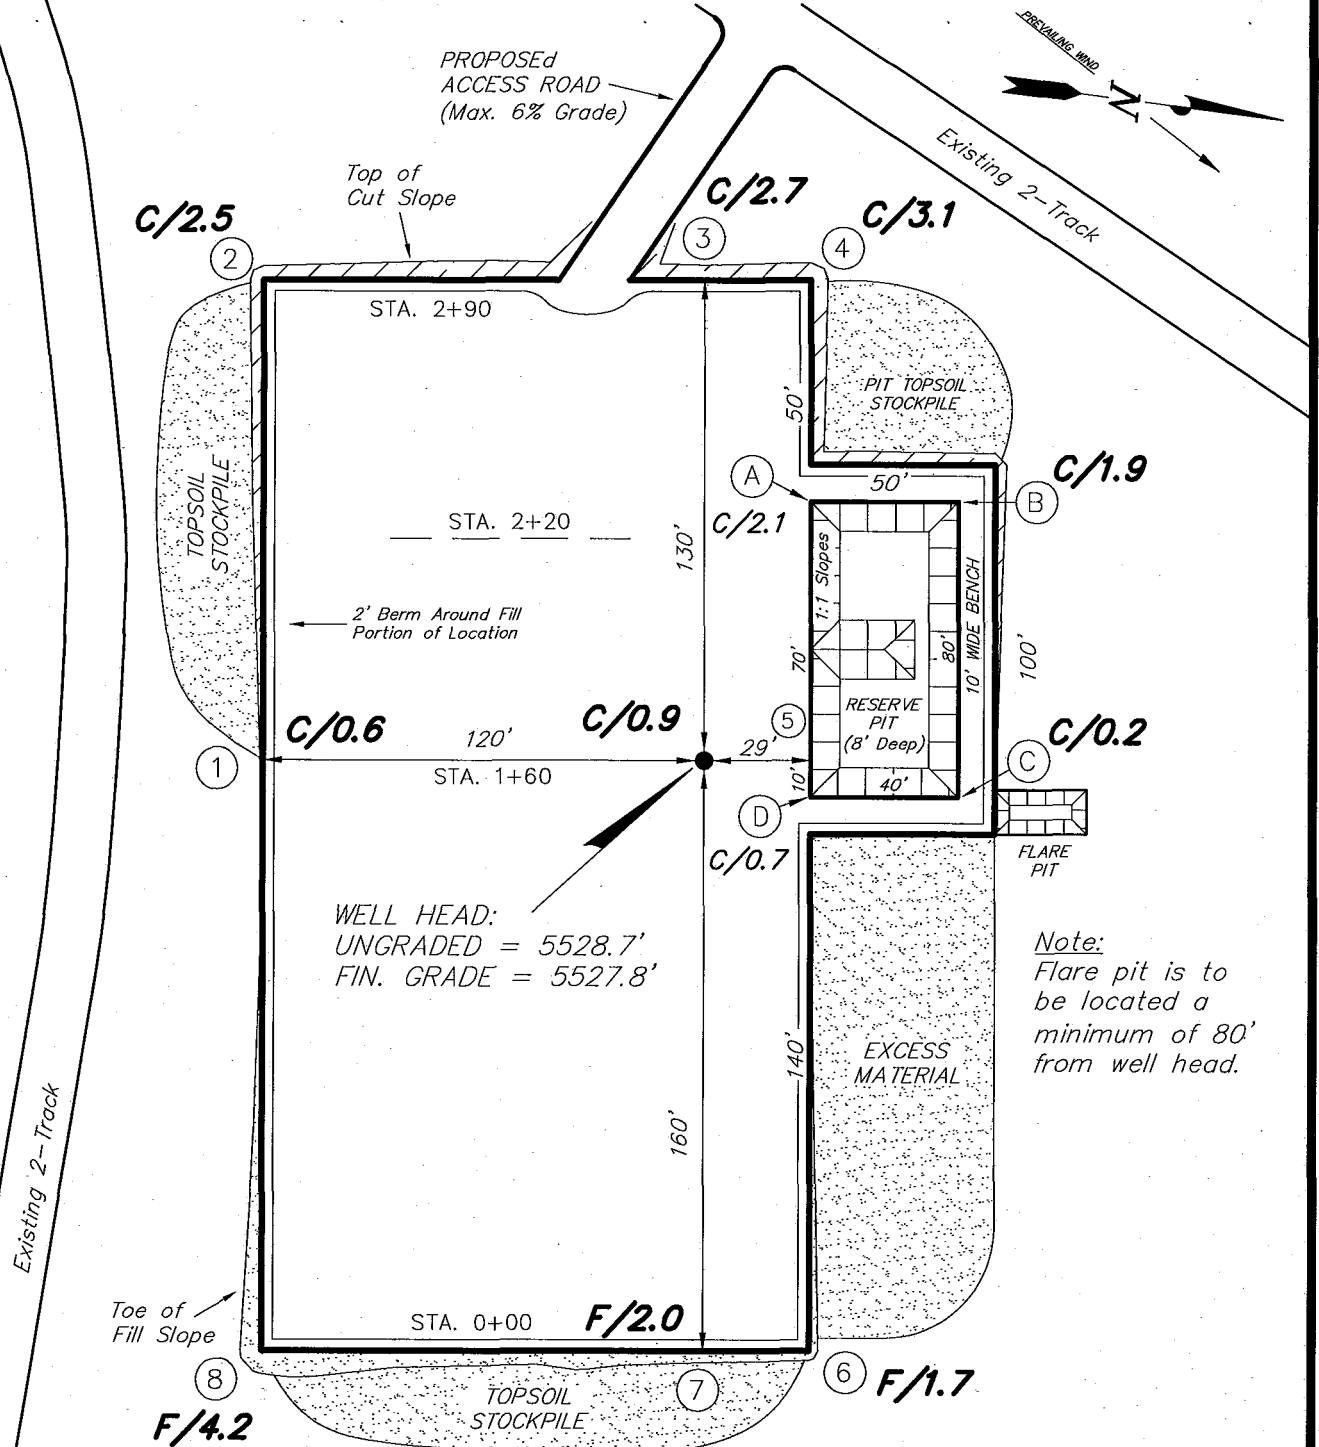 PREVAILING WIND
N
PROPOSEd
ACCESS ROAD
(Max. 6% Grade)
Existing 2-Track
Top of
Cut Slope
C/2.5
2
C/2.7
3
C/3.1
4
STA. 2+90
50'
PIT TOPSOIL
STOCKPILE
TOPSOIL
STOCKPILE
A
50'
B
C/1.9
STA. 2+20
C/2.1
130'
1:1 Slopes
10' WIDE BENCH
2' Berm Around Fill
Portion of Location
70'
80'
100'
RESERVE
PIT
(8' Deep)
5
C/0.6
120'
C/0.9
29'
C/0.2
1
STA. 1+60
10'
40'
C
D
C/0.7
FLARE
PIT
WELL HEAD:
UNGRADED = 5528.7'
FIN. GRADE = 5527.8'
Note:
Flare pit is to
be located a
minimum of 80'
from well head.
EXCESS
MATERIAL
140'
160'
Existing 2-Track
Toe of
Fill Slope
STA. 0+00
F/2.0
8
F/4.2
7
6
F/1.7
TOPSOIL
STOCKPILE